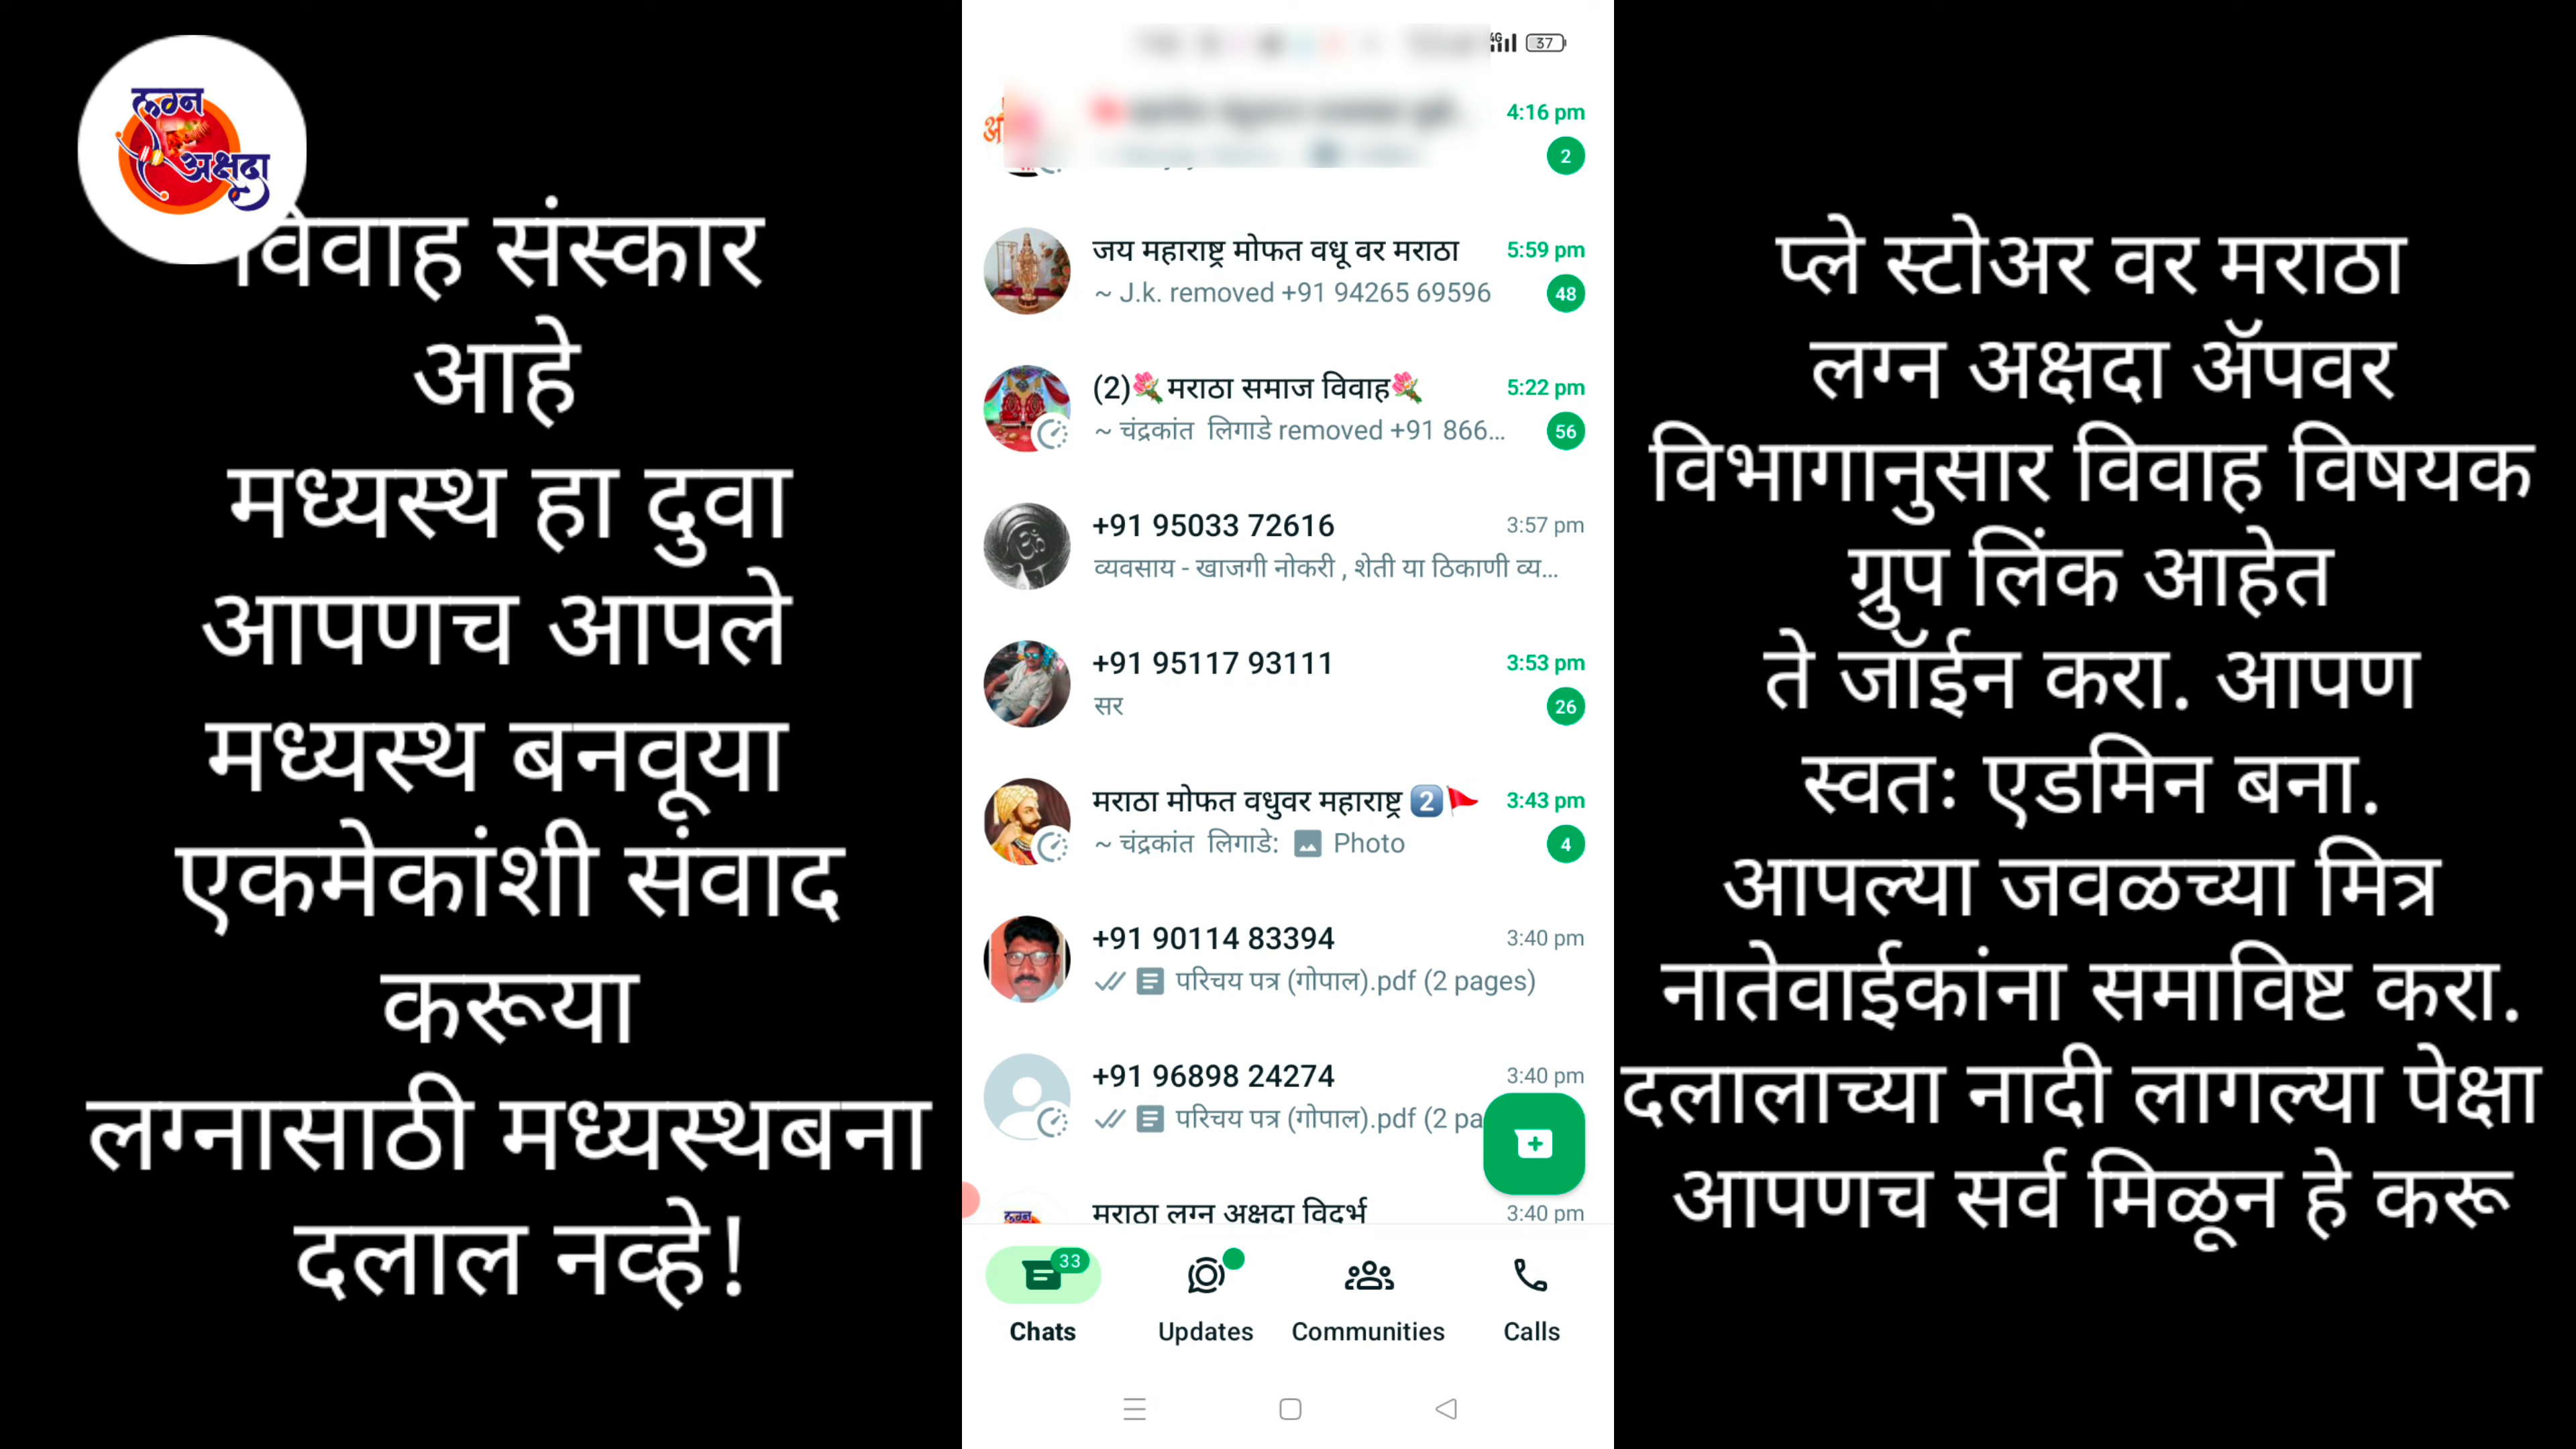 लग्न
अक्षदा
विवाह संस्कार
आहे
मध्यस्थ हा दुवा
आपणच आपले
मध्यस्थ बनवूया
एकमेकांशी संवाद
करूया
लग्नासाठी मध्यस्थबना
दलाल नव्हे!
4G 37
4:16 pm
2
जय महाराष्ट्र मोफत वधू वर मराठा 5:59 pm
~ J.k. removed +91 94265 69596 48
(2)💐मराठा समाज विवाह💐 5:22 pm
~ चंद्रकांत लिगाडे removed +91 866... 56
+91 95033 72616 3:57 pm
व्यवसाय - खाजगी नोकरी , शेती या ठिकाणी व्य...
+91 95117 93111 3:53 pm
सर 26
मराठा मोफत वधुवर महाराष्ट्र 2️⃣🚩 3:43 pm
~ चंद्रकांत लिगाडे: Photo 4
+91 90114 83394 3:40 pm
परिचय पत्र (गोपाल).pdf (2 pages)
+91 96898 24274 3:40 pm
परिचय पत्र (गोपाल).pdf (2 pa
मराठा लग्न अक्षदा विदर्भ 3:40 pm
33
Chats Updates Communities Calls
प्ले स्टोअर वर मराठा
लग्न अक्षदा ॲपवर
विभागानुसार विवाह विषयक
ग्रुप लिंक आहेत
ते जॉईन करा. आपण
स्वतः एडमिन बना.
आपल्या जवळच्या मित्र
नातेवाईकांना समाविष्ट करा.
दलालाच्या नादी लागल्या पेक्षा
आपणच सर्व मिळून हे करू